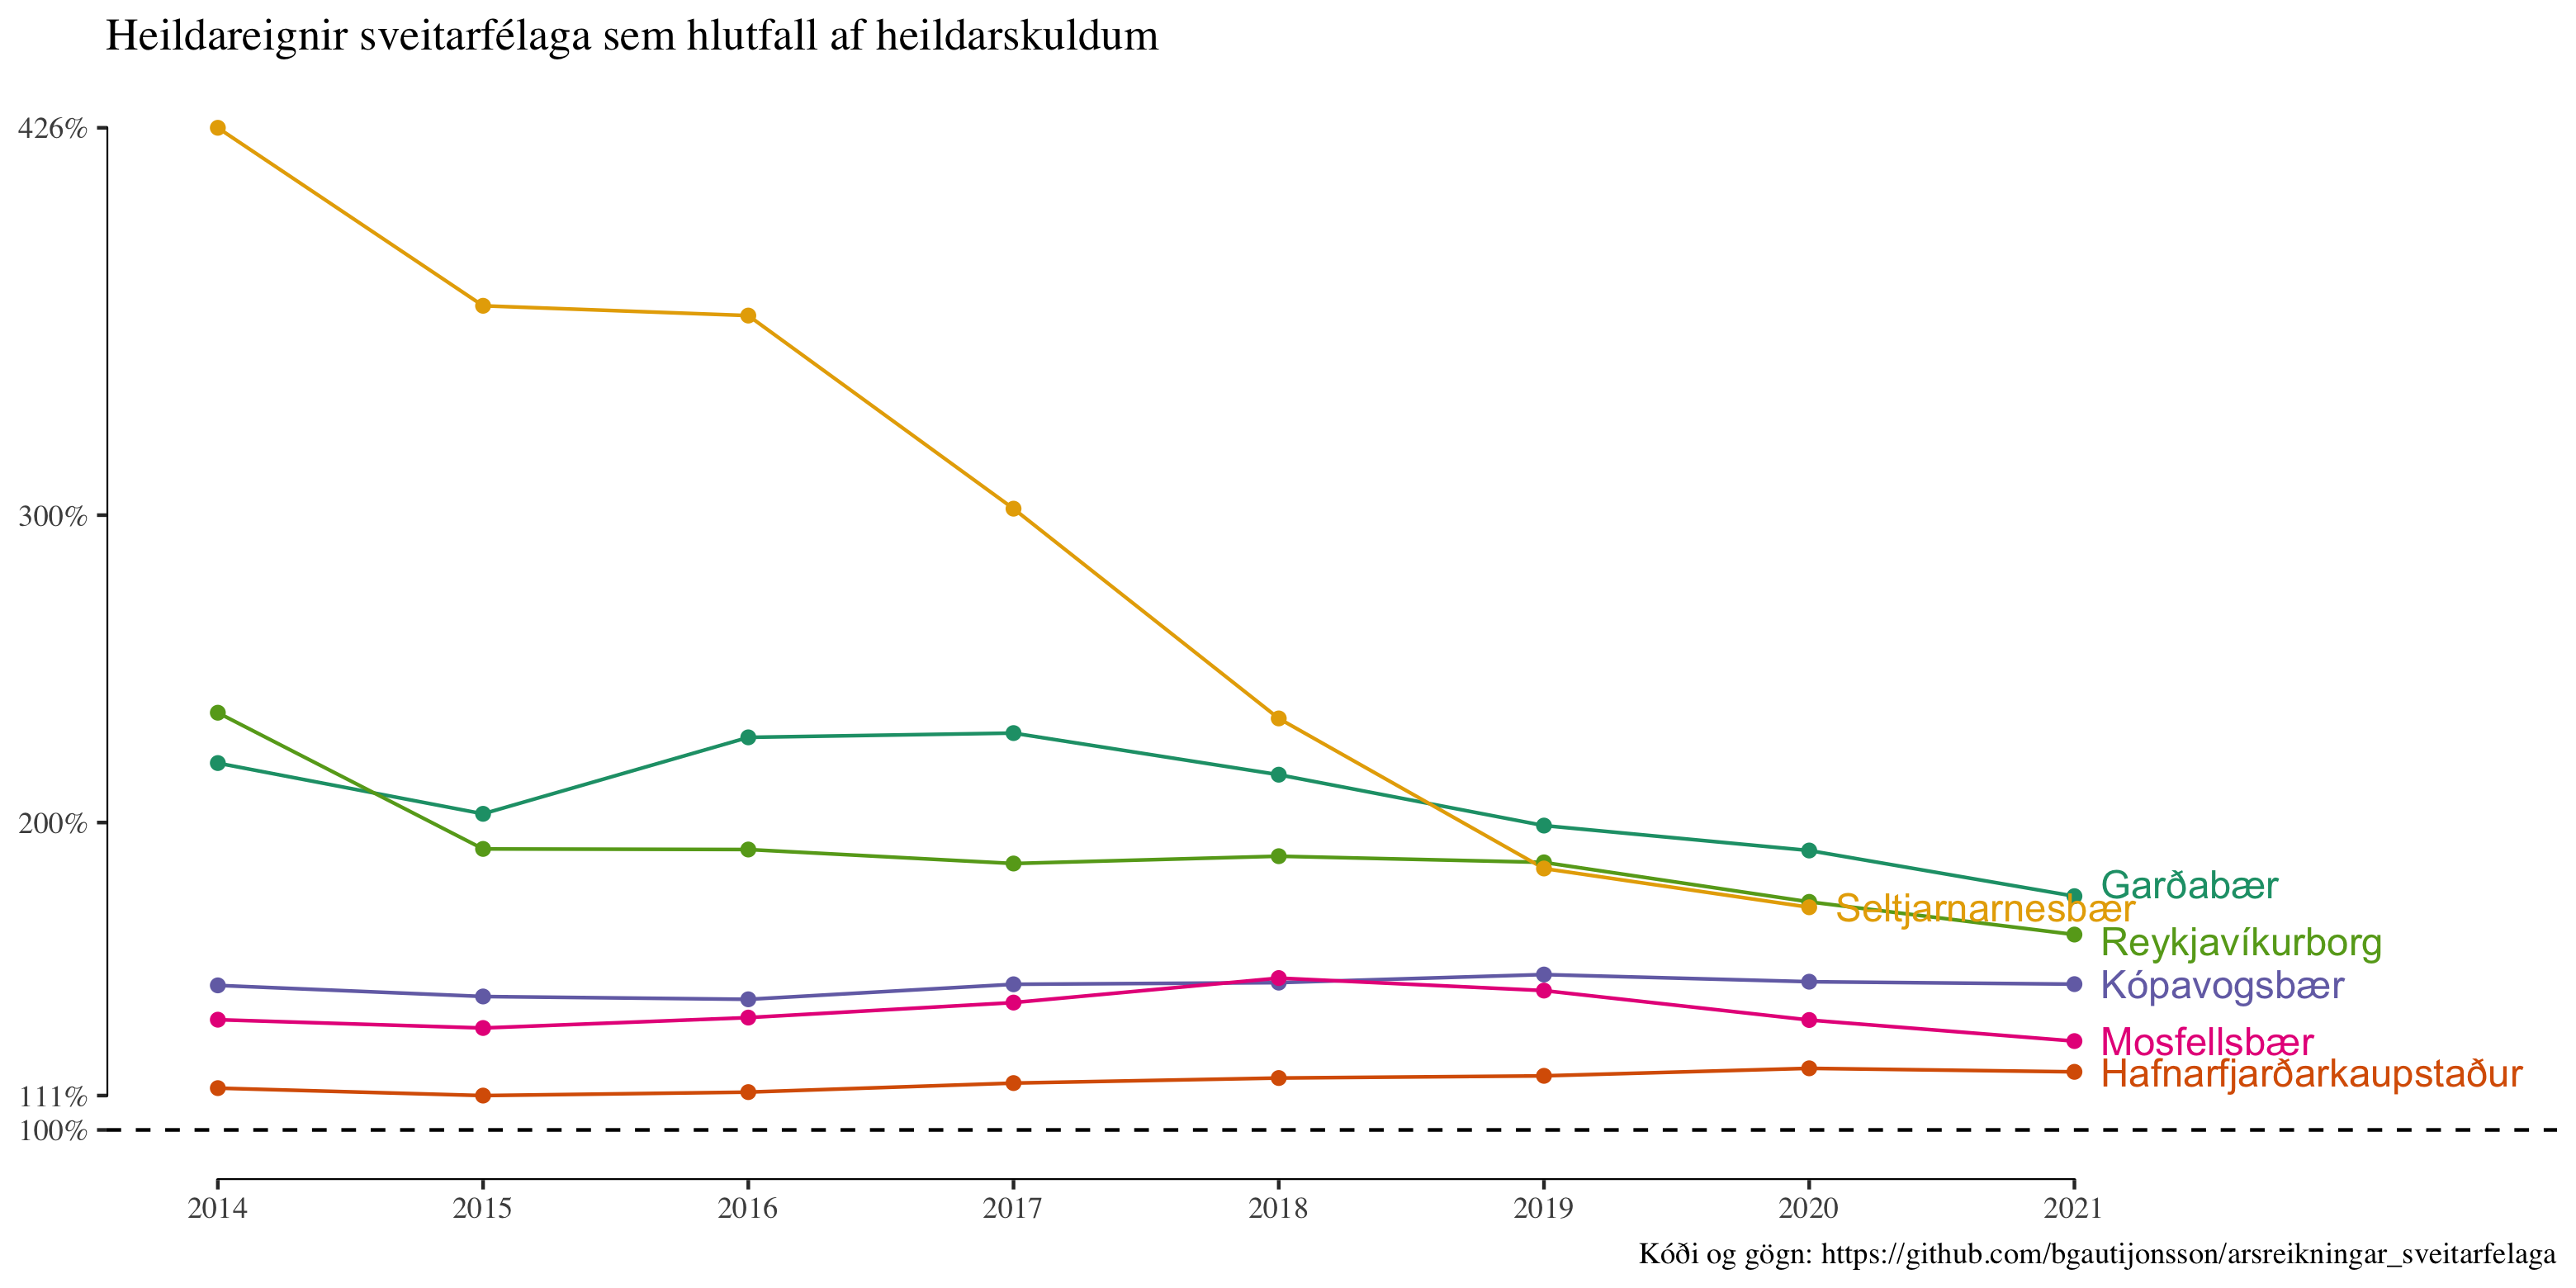 Heildareignir sveitarfélaga sem hlutfall af heildarskuldum
426%
300%
200%
111%
100%
Garðabær
Seltjarnarnesbær
Reykjavíkurborg
Kópavogsbær
Mosfellsbær
Hafnarfjarðarkaupstaður
2014 2015 2016 2017 2018 2019 2020 2021
Kóði og gögn: https://github.com/bgautijonsson/arsreikningar_sveitarfelaga